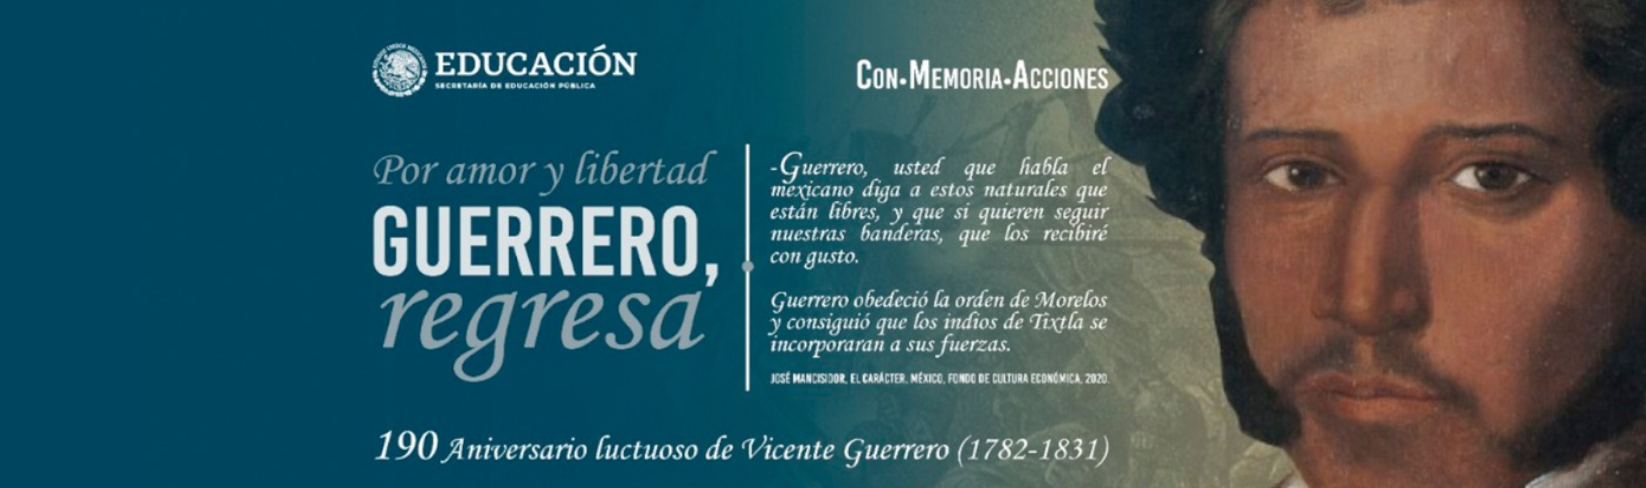 EDUCACIÓN
SECRETARÍA DE EDUCACIÓN PÚBLICA
CON·MEMORIA·ACCIONES
Por amor y libertad
GUERRERO,
regresa
-Guerrero, usted que habla el
mexicano diga a estos naturales que
están libres, y que si quieren seguir
nuestras banderas, que los recibiré
con gusto.
Guerrero obedeció la orden de Morelos
y consiguió que los indios de Tixtla se
incorporaran a sus fuerzas.
JOSÉ MANCISIDOR, EL CARÁCTER, MÉXICO, FONDO DE CULTURA ECONÓMICA, 2020.
190 Aniversario luctuoso de Vicente Guerrero (1782-1831)